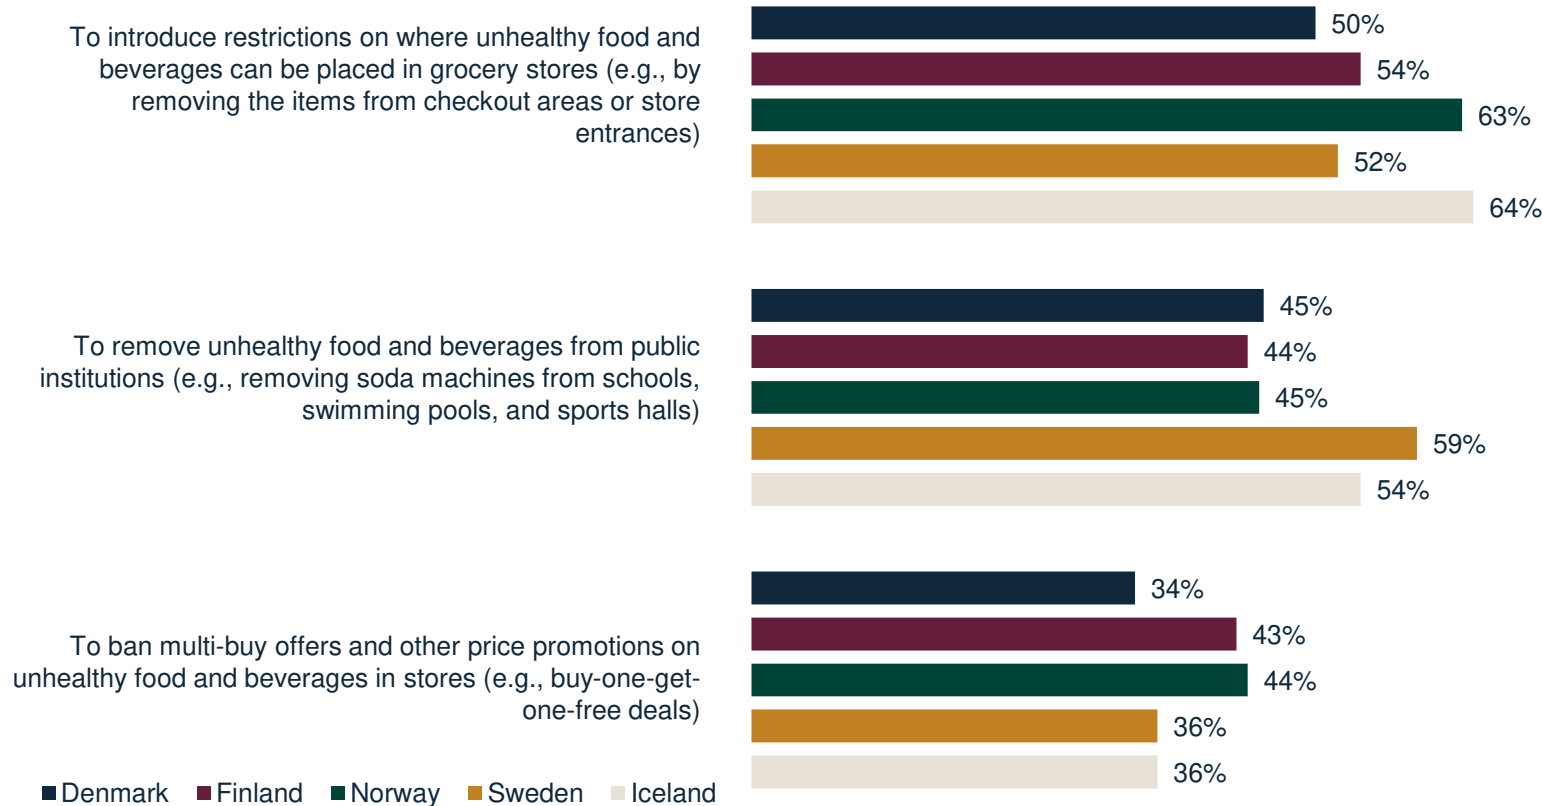 To introduce restrictions on where unhealthy food and
beverages can be placed in grocery stores (e.g., by
removing the items from checkout areas or store
entrances)
50%
54%
63%
52%
64%
To remove unhealthy food and beverages from public
institutions (e.g., removing soda machines from schools,
swimming pools, and sports halls)
45%
44%
45%
59%
54%
To ban multi-buy offers and other price promotions on
unhealthy food and beverages in stores (e.g., buy-one-get-
one-free deals)
34%
43%
44%
36%
36%
Denmark Finland Norway Sweden Iceland